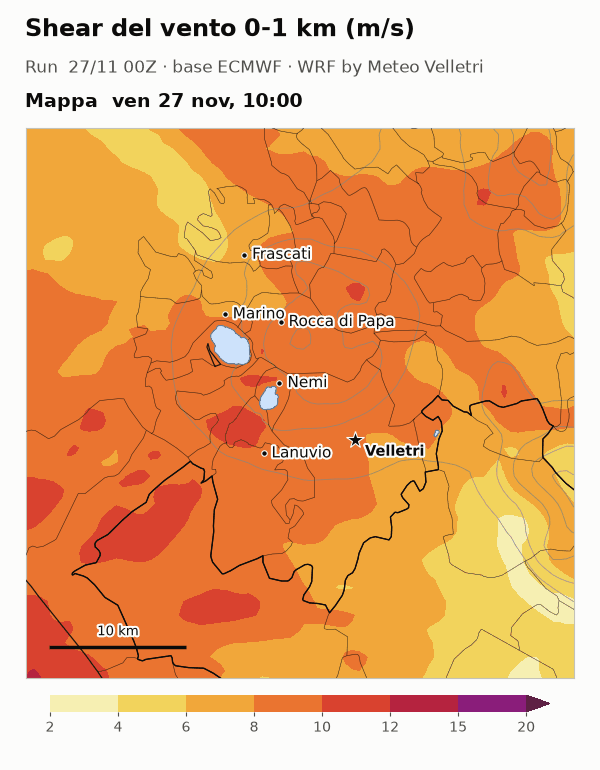 Shear del vento 0-1 km (m/s)
Run  27/11 00Z · base ECMWF · WRF by Meteo Velletri
Mappa  ven 27 nov, 10:00
Frascati
Marino
Rocca di Papa
Nemi
Velletri
Lanuvio
10 km
2 4 6 8 10 12 15 20